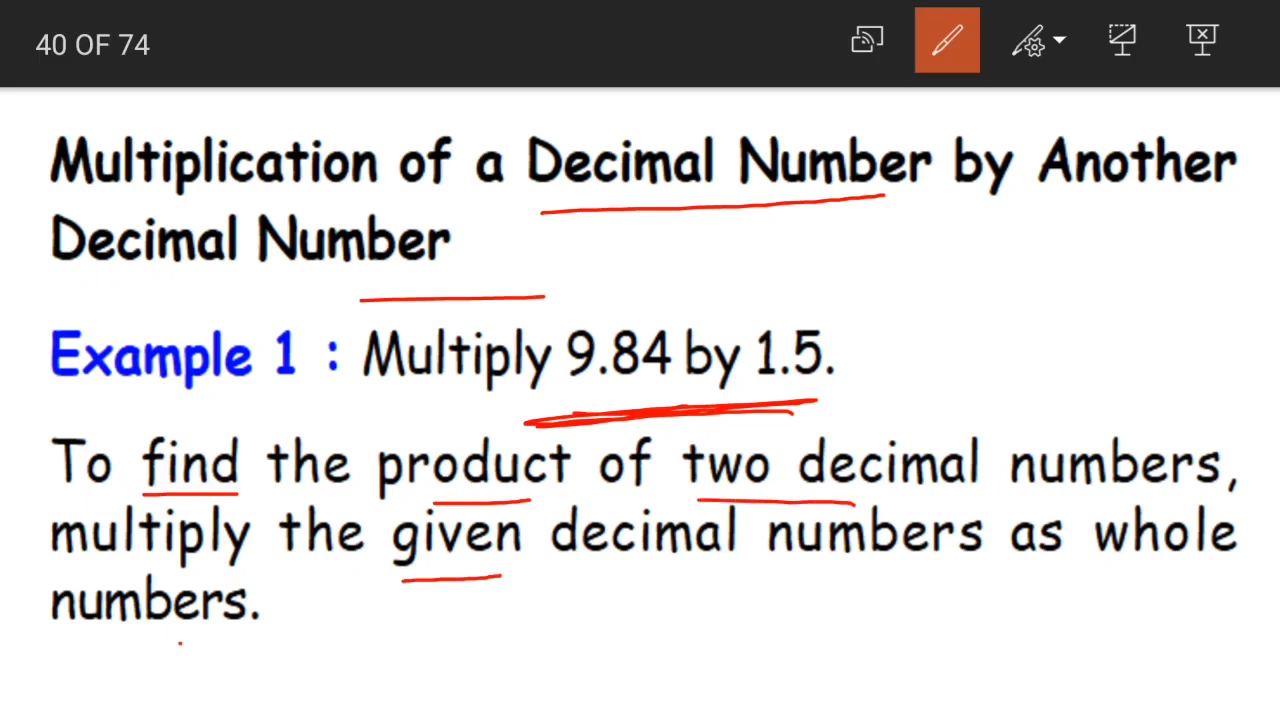 40 OF 74
Multiplication of a Decimal Number by Another
Decimal Number
Example 1 : Multiply 9.84 by 1.5.
To find the product of two decimal numbers,
multiply the given decimal numbers as whole
numbers.